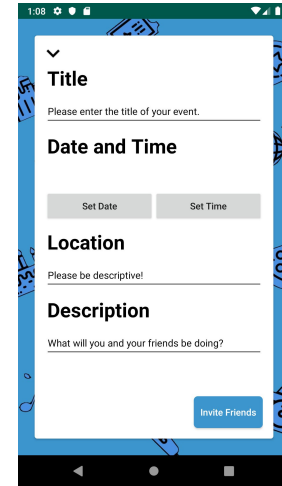 1:08
Title
Please enter the title of your event.
Date and Time
Set Date
Set Time
Location
Please be descriptive!
Description
What will you and your friends be doing?
Invite Friends